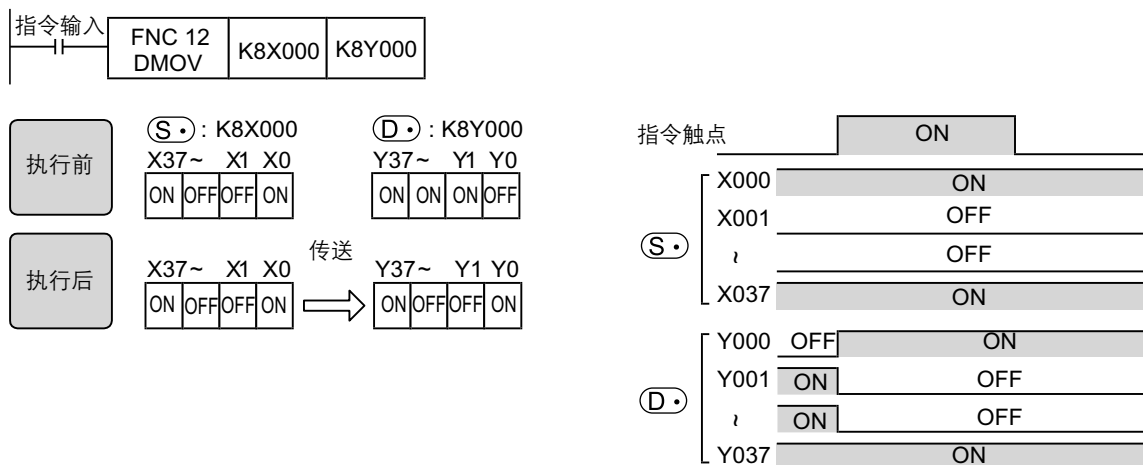 指令输入
FNC 12
DMOV
K8X000
K8Y000
执行前
S· : K8X000
X37~ X1 X0
ON OFF OFF ON
D· : K8Y000
Y37~ Y1 Y0
ON ON ON OFF
执行后
X37~ X1 X0
ON OFF OFF ON
传送
Y37~ Y1 Y0
ON OFF OFF ON
指令触点
ON
S·
X000 ON
X001 OFF
~ OFF
X037 ON
D·
Y000 OFF ON
Y001 ON OFF
~ ON OFF
Y037 ON